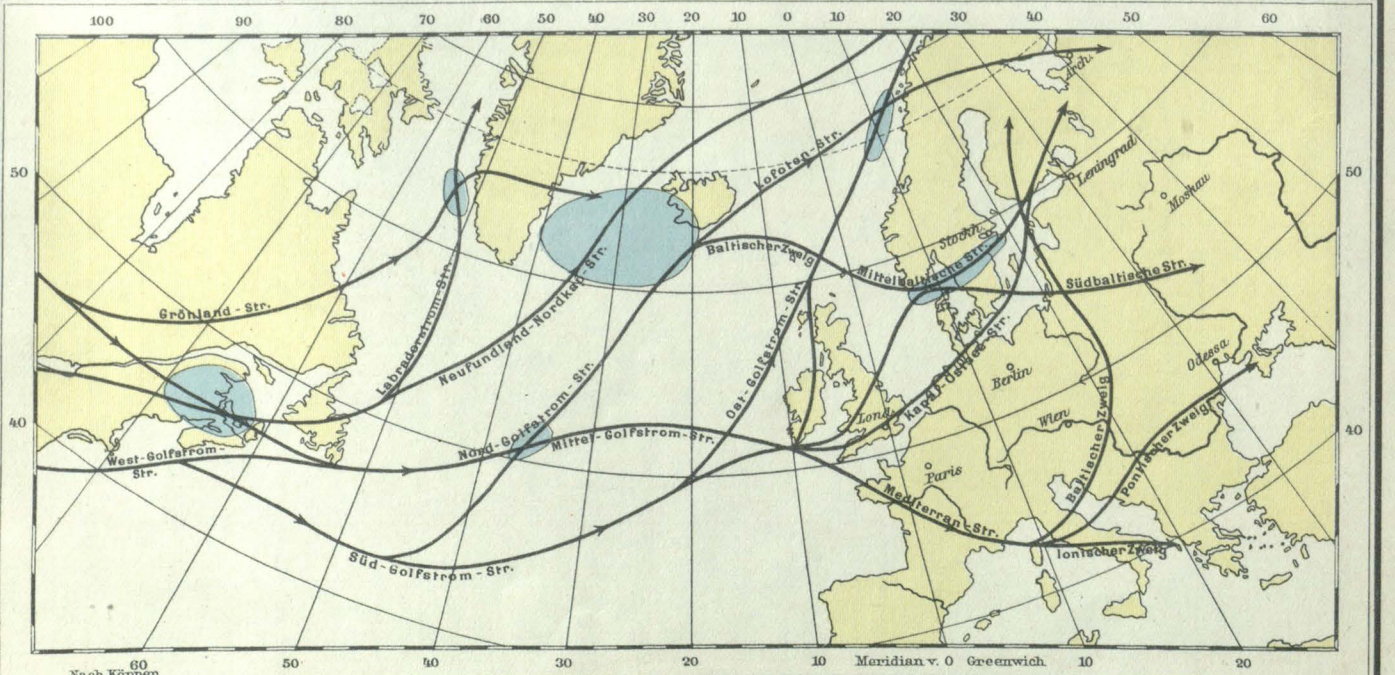 100 90 80 70 60 50 40 30 20 10 0 10 20 30 40 50 60
50
40
50
40
Arch.
Leningrad
Moskau
Stockh.
Lofoten-Str.
Baltischer Zweig
Mittelbaltische Str.
Südbaltische Str.
Grönland-Str.
Labradorstrom-Str.
Neufundland-Nordkap-Str.
Ost-Golfstrom-Str.
Kanal-Ostsee-Str.
Odessa
Berlin
Lond.
Wien
Baltischer Zweig
Pontischer Zweig
West-Golfstrom-
Str.
Nord-Golfstrom-Str.
Mittel-Golfstrom-Str.
Paris
Mediterran-Str.
Ionischer Zweig
Süd-Golfstrom-Str.
60 50 40 30 20 10 Meridian v. 0 Greenwich 10 20
Nach Köppen